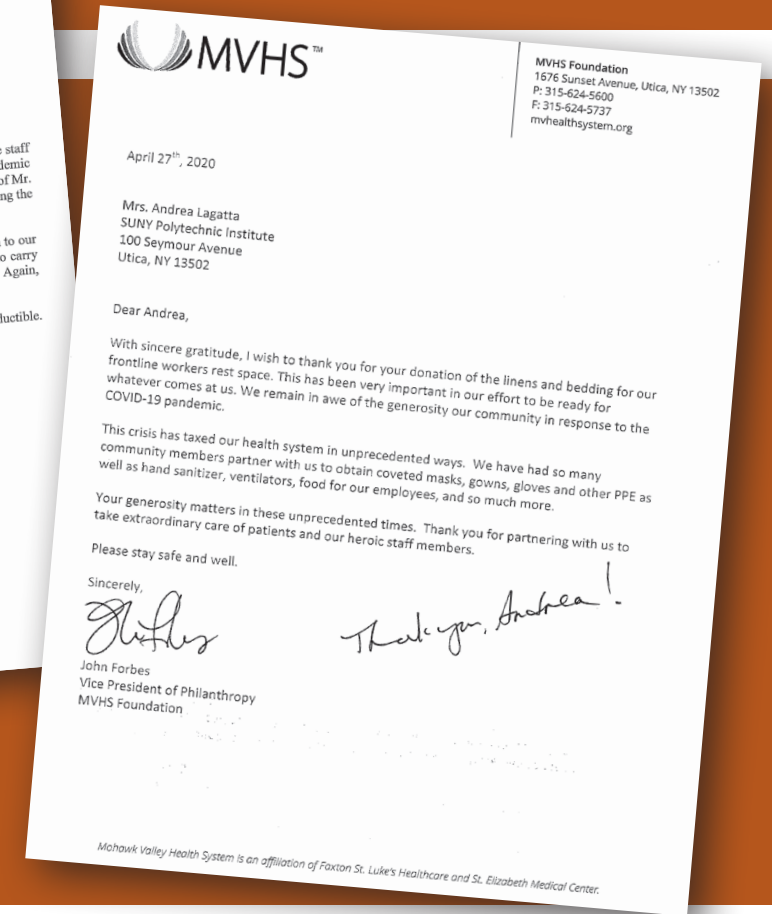 e staff
demic
of Mr.
ng the
to our
o carry
Again,
ductible.
MVHS™
MVHS Foundation
1676 Sunset Avenue, Utica, NY 13502
P: 315-624-5600
F: 315-624-5737
mvhealthsystem.org
April 27th, 2020
Mrs. Andrea Lagatta
SUNY Polytechnic Institute
100 Seymour Avenue
Utica, NY 13502
Dear Andrea,
With sincere gratitude, I wish to thank you for your donation of the linens and bedding for our
frontline workers rest space. This has been very important in our effort to be ready for
whatever comes at us. We remain in awe of the generosity our community in response to the
COVID-19 pandemic.
This crisis has taxed our health system in unprecedented ways.  We have had so many
community members partner with us to obtain coveted masks, gowns, gloves and other PPE as
well as hand sanitizer, ventilators, food for our employees, and so much more.
Your generosity matters in these unprecedented times.  Thank you for partnering with us to
take extraordinary care of patients and our heroic staff members.
Please stay safe and well.
Sincerely,
Thank you, Andrea!
John Forbes
Vice President of Philanthropy
MVHS Foundation
Mohawk Valley Health System is an affiliation of Faxton St. Luke's Healthcare and St. Elizabeth Medical Center.